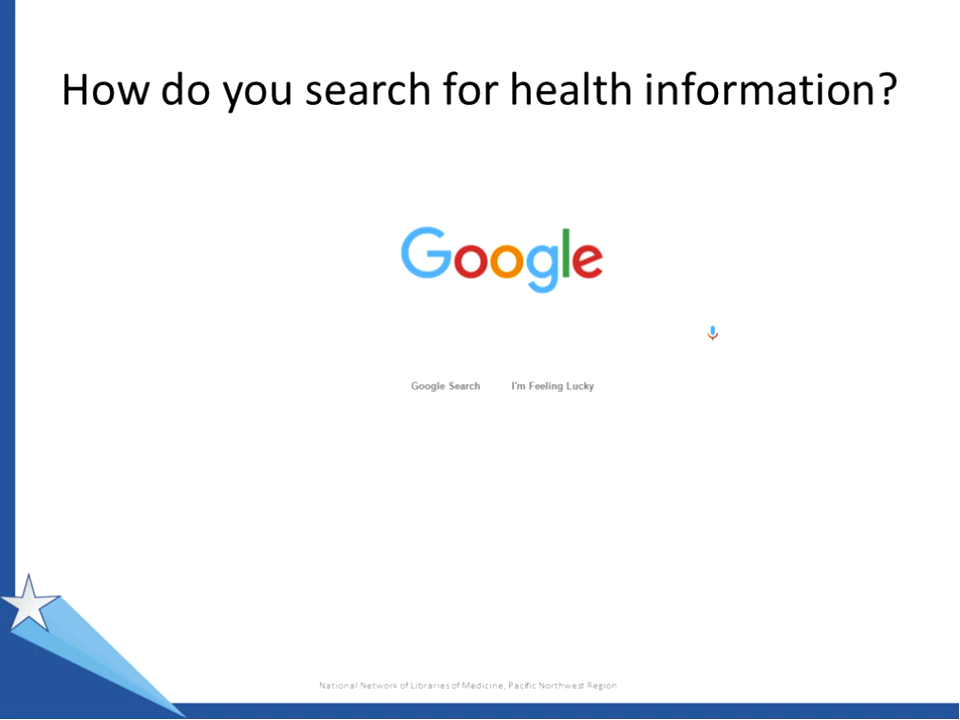 How do you search for health information?
Google
Google Search I'm Feeling Lucky
National Network of Libraries of Medicine, Pacific Northwest Region